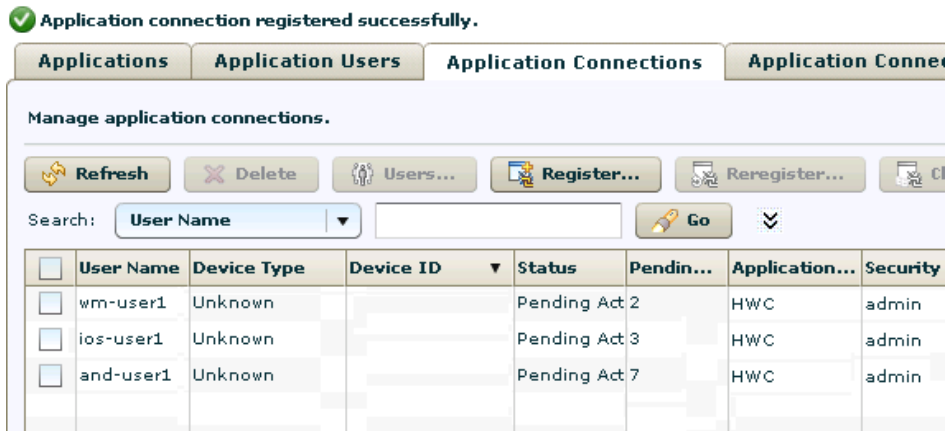 Application connection registered successfully.
Applications Application Users Application Connections Application Connec
Manage application connections.
Refresh Delete Users... Register... Reregister... Cl
Search: User Name Go
User Name Device Type Device ID Status Pendin... Application... Security
wm-user1 Unknown Pending Act 2 HWC admin
ios-user1 Unknown Pending Act 3 HWC admin
and-user1 Unknown Pending Act 7 HWC admin